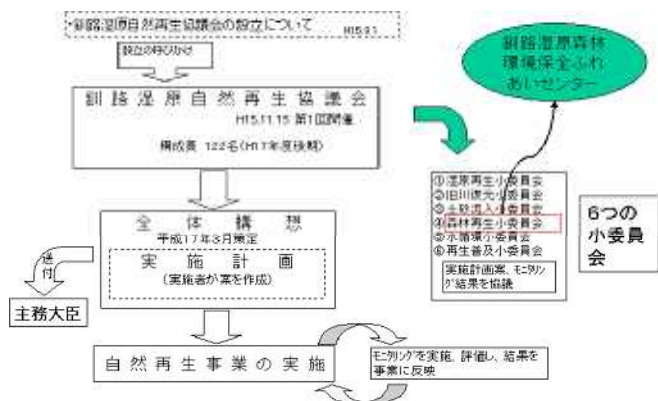 ・釧路湿原自然再生協議会の設立について H15.9.1
設立の呼びかけ
釧路湿原自然再生協議会
H15.11.15 第1回開催
構成員 122名(H17年度後期)
全体構想
平成17年3月策定
実施計画
(実施者が案を作成)
送付
主務大臣
自然再生事業の実施
モニタリングを実施、評価し、結果を
事業に反映
釧路湿原森林
環境保全ふれ
あいセンター
①湿原再生小委員会
②旧川復元小委員会
③土砂流入小委員会
④森林再生小委員会
⑤水循環小委員会
⑥再生普及小委員会
実施計画案、モニタリン
グ結果を協議
6つの
小委員
会